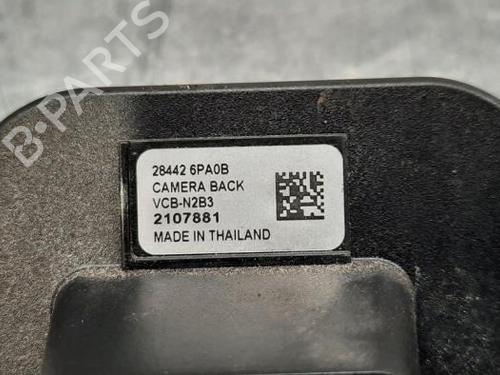 B-PARTS
28442 6PA0B
CAMERA BACK
VCB-N2B3
2107881
MADE IN THAILAND